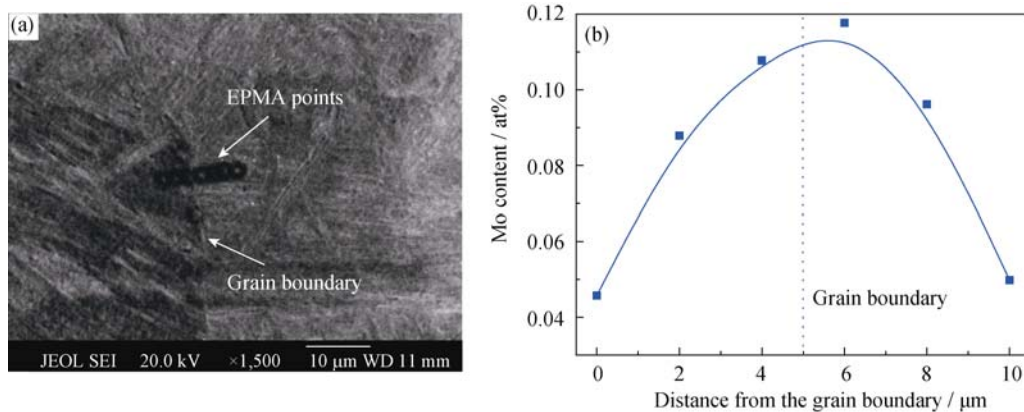 (a)
EPMA points
Grain boundary
JEOL SEI 20.0 kV ×1,500 10 μm WD 11 mm
(b)
0.12
0.10
0.08
0.06
0.04
Mo content / at%
Grain boundary
0 2 4 6 8 10
Distance from the grain boundary / μm